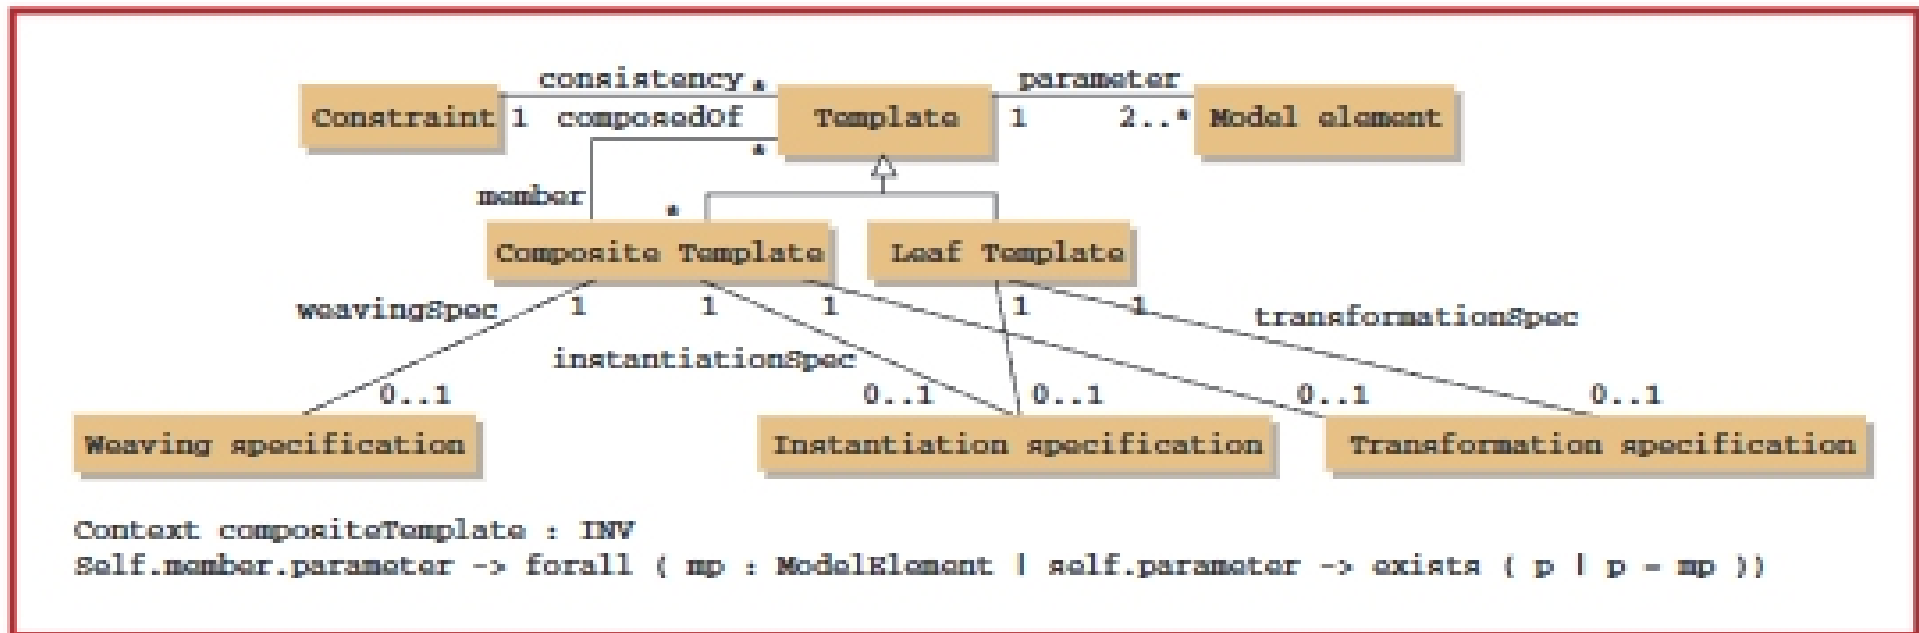 consistency * parameter
Constraint 1 composedOf Template 1 2..* Model element
*
member *
Composite Template Leaf Template
weavingSpec 1 1 1 1 1 transformationSpec
instantiationSpec
0..1 0..1 0..1 0..1 0..1
Weaving specification Instantiation specification Transformation specification
Context compositeTemplate : INV
Self.member.parameter -> forall ( mp : ModelElement | self.parameter -> exists ( p | p = mp ))